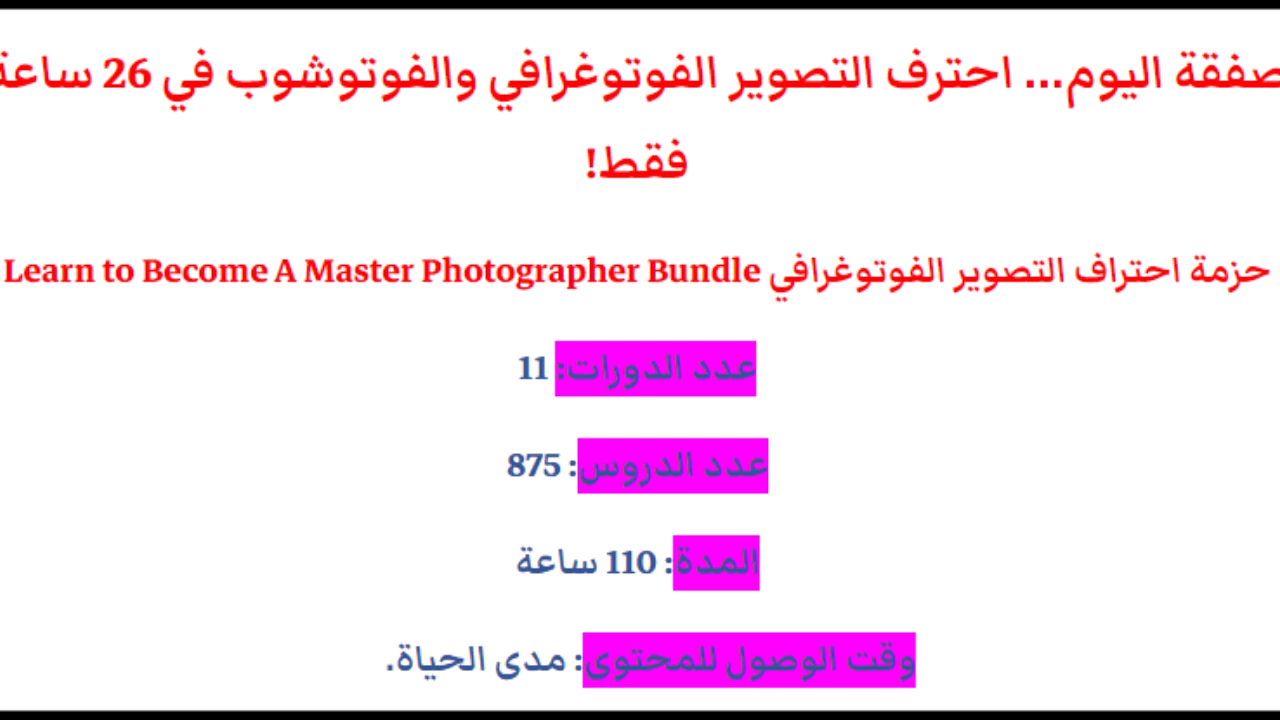 صفقة اليوم... احترف التصوير الفوتوغرافي والفوتوشوب في 26 ساعة
فقط!
حزمة احتراف التصوير الفوتوغرافي Learn to Become A Master Photographer Bundle
عدد الدورات: 11
عدد الدروس: 875
المدة: 110 ساعة
وقت الوصول للمحتوى: مدى الحياة.